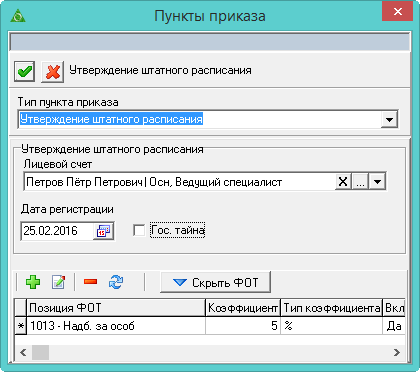 Пункты приказа
Утверждение штатного расписания
Тип пункта приказа
Утверждение штатного расписания
Утверждение штатного расписания
Лицевой счет
Петров Пётр Петрович | Осн, Ведущий специалист X ...
Дата регистрации
25.02.2016 Гос. тайна
Скрыть ФОТ
Позиция ФОТ Коэффициент Тип коэффициента Вкл
* 1013 - Надб. за особ 5 % Да